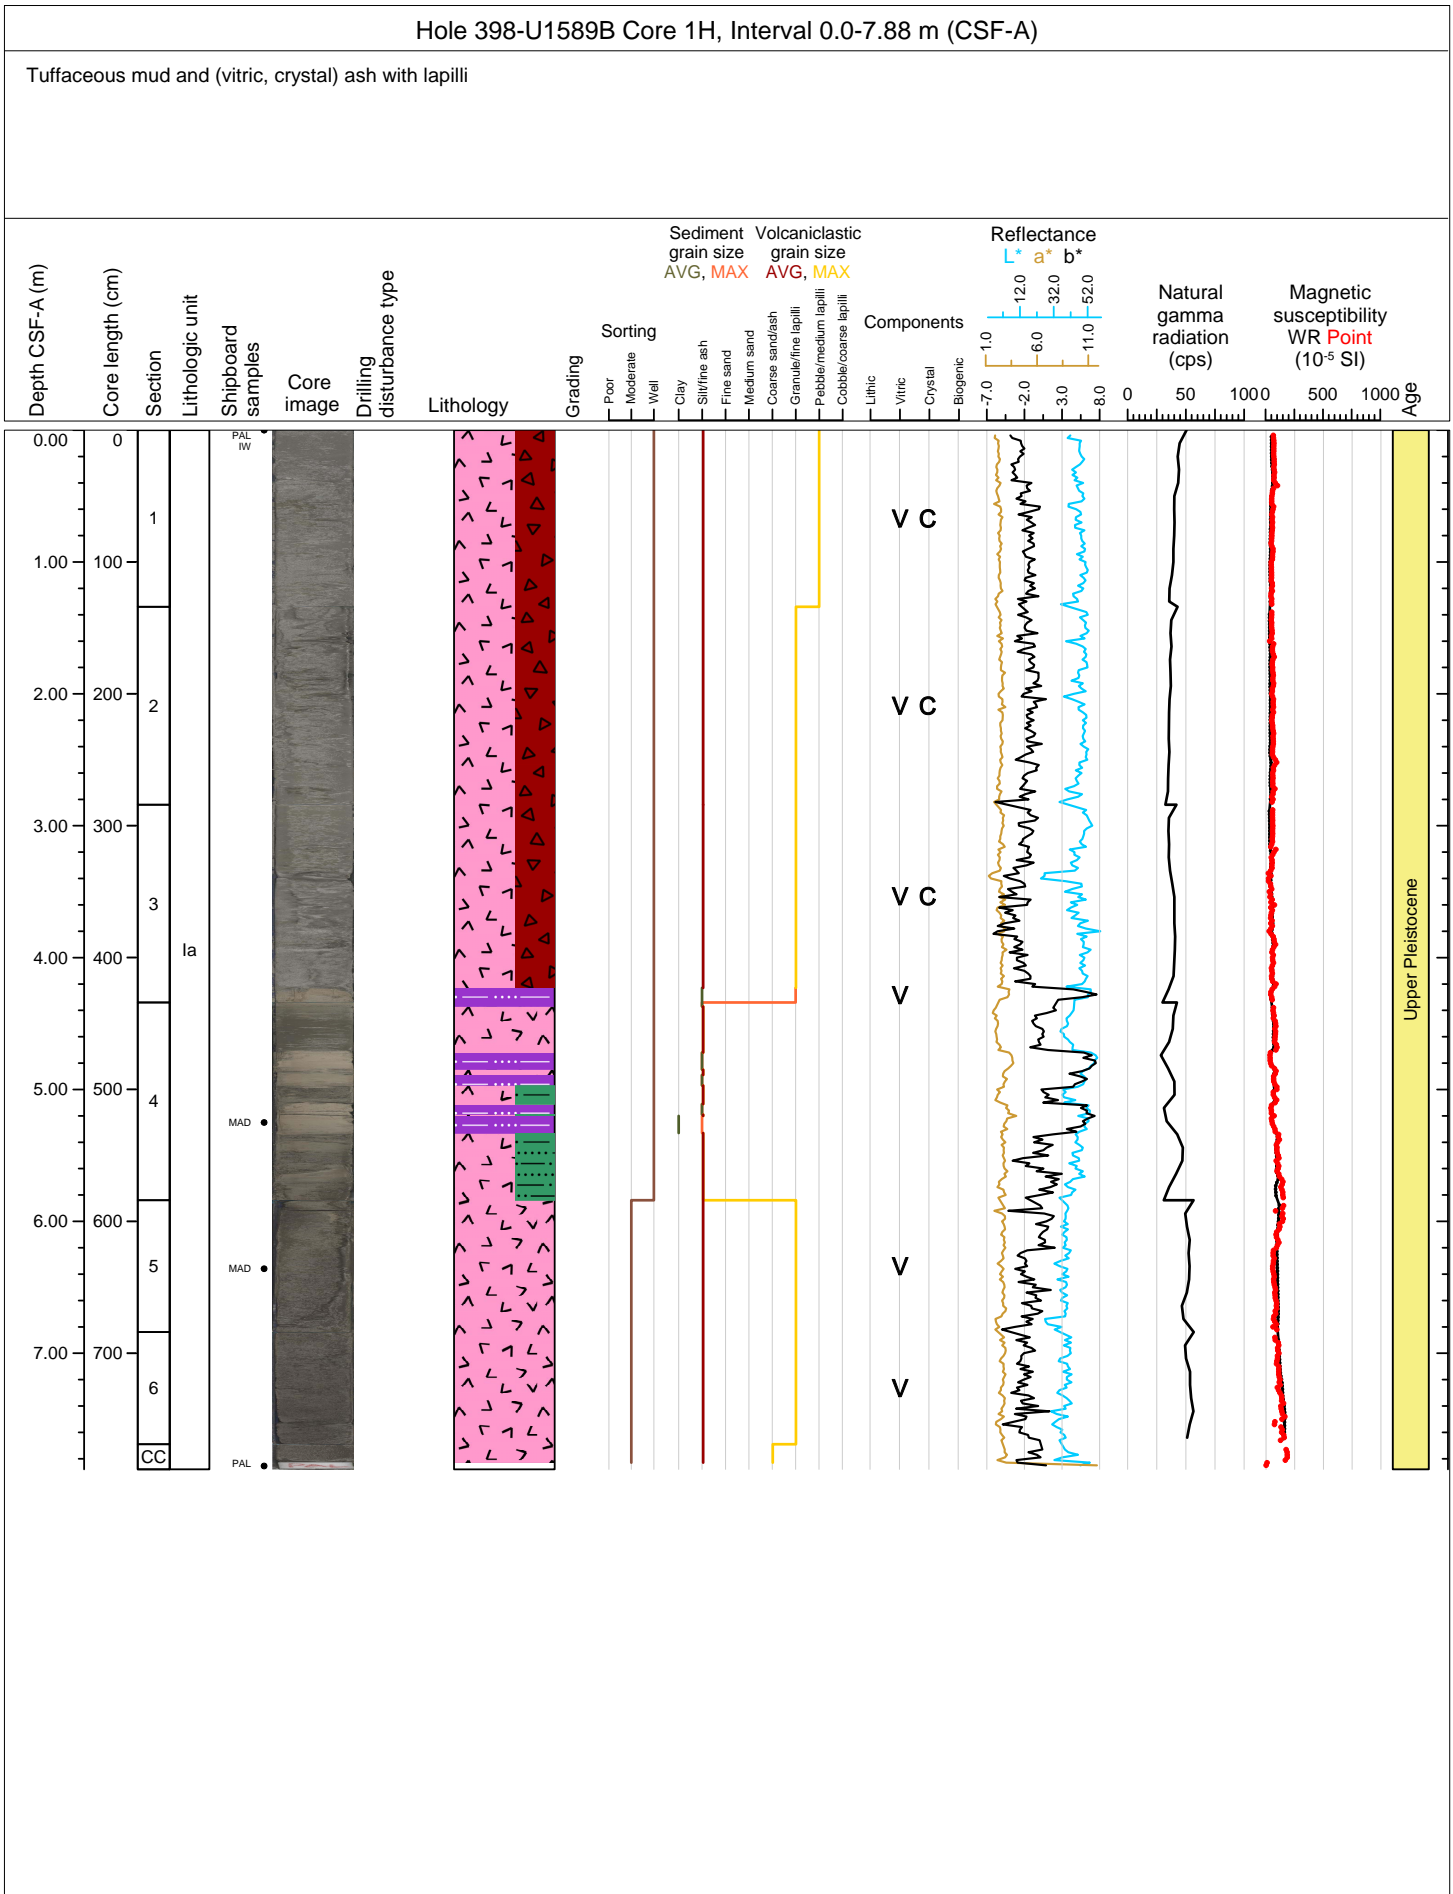 Hole 398-U1589B Core 1H, Interval 0.0-7.88 m (CSF-A)
Tuffaceous mud and (vitric, crystal) ash with lapilli
Depth CSF-A (m)
Core length (cm)
Section
Lithologic unit
Shipboard
samples
Core
image
Drilling
disturbance type
Lithology
Grading
Sorting
Poor
Moderate
Well
Sediment
grain size
AVG, MAX
Volcaniclastic
grain size
AVG, MAX
Clay
Silt/fine ash
Fine sand
Medium sand
Coarse sand/ash
Granule/fine lapilli
Pebble/medium lapilli
Cobble/coarse lapilli
Components
Lithic
Vitric
Crystal
Biogenic
Reflectance
L* a* b*
12.0 32.0 52.0
1.0 6.0 11.0
-7.0 -2.0 3.0 8.0
Natural
gamma
radiation
(cps)
0 50 100
Magnetic
susceptibility
WR Point
(10⁻⁵ SI)
0 500 1000
Age
0.00 0
PAL
IW
1
V C
1.00 100
2.00 200
2
V C
3.00 300
3
V C
Ia
4.00 400
V
Upper Pleistocene
5.00 500
4
MAD
6.00 600
5
MAD
V
7.00 700
6
V
CC
PAL